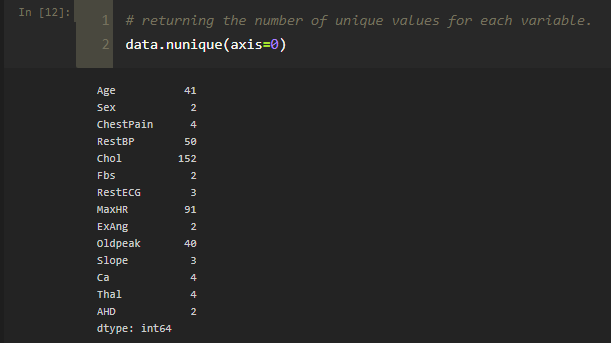 In [12]:
1 # returning the number of unique values for each variable.
2 data.nunique(axis=0)
Age 41
Sex 2
ChestPain 4
RestBP 50
Chol 152
Fbs 2
RestECG 3
MaxHR 91
ExAng 2
Oldpeak 40
Slope 3
Ca 4
Thal 4
AHD 2
dtype: int64